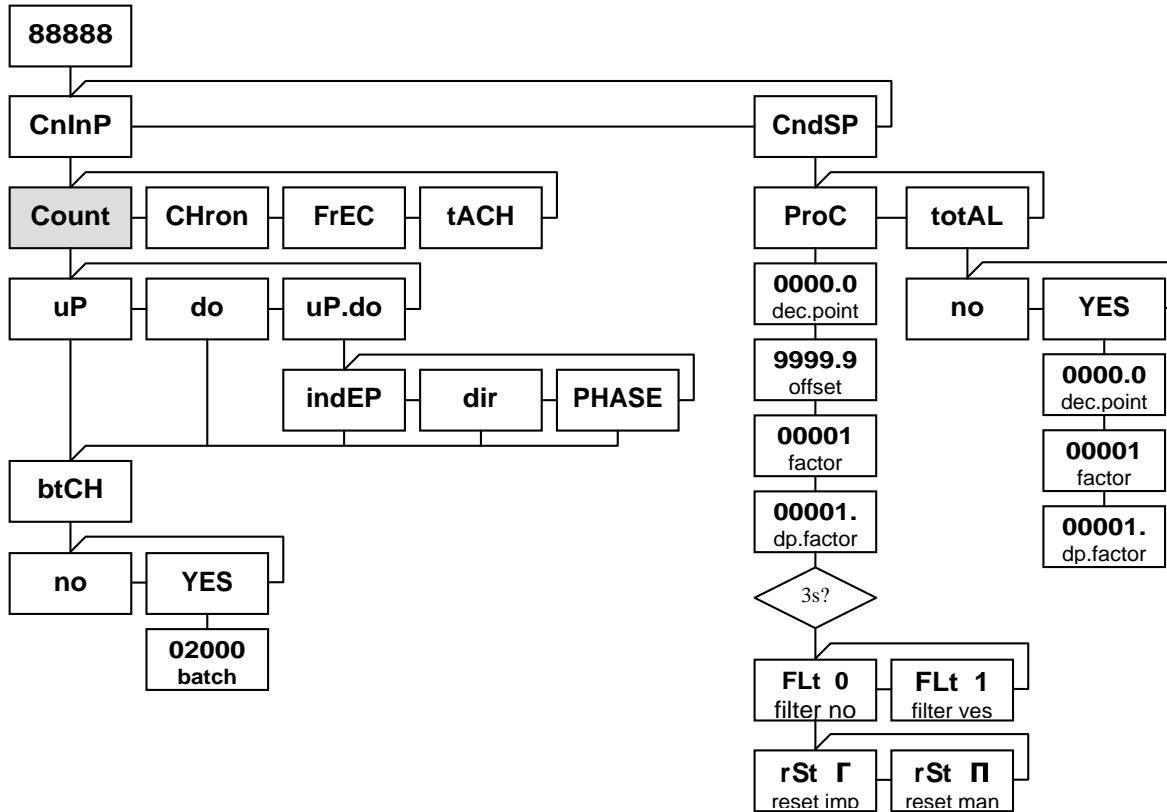 88888
CnInP
CndSP
Count
CHron
FrEC
tACH
ProC
totAL
uP
do
uP.do
0000.0
dec.point
no
YES
indEP
dir
PHASE
9999.9
offset
0000.0
dec.point
00001
factor
00001
factor
btCH
00001.
dp.factor
00001.
dp.factor
no
YES
3s?
02000
batch
FLt 0
filter no
FLt 1
filter yes
rSt Γ
reset imp
rSt Π
reset man